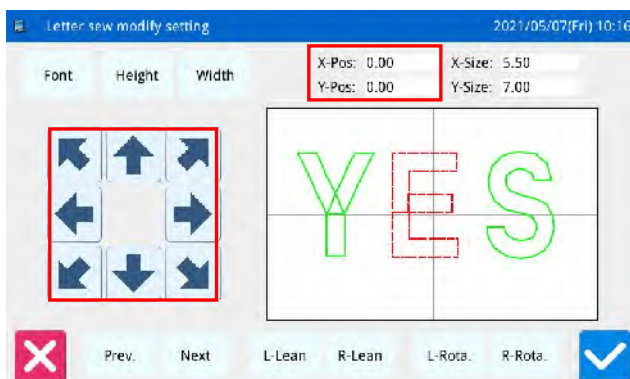 Letter sew modify setting 2021/05/07(Fri) 10:16
Font Height Width
X-Pos: 0.00 X-Size: 5.50
Y-Pos: 0.00 Y-Size: 7.00
YES
Prev. Next L-Lean R-Lean L-Rota. R-Rota.